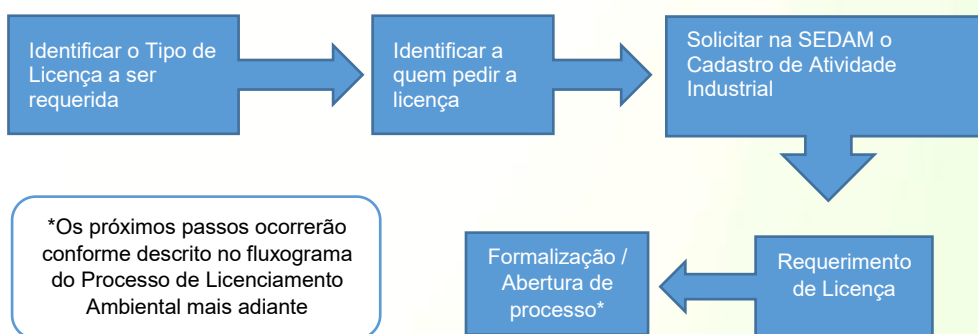 Identificar o Tipo de
Licença a ser
requerida
Identificar a
quem pedir a
licença
Solicitar na SEDAM o
Cadastro de Atividade
Industrial
Requerimento
de Licença
Formalização /
Abertura de
processo*
*Os próximos passos ocorrerão
conforme descrito no fluxograma
do Processo de Licenciamento
Ambiental mais adiante